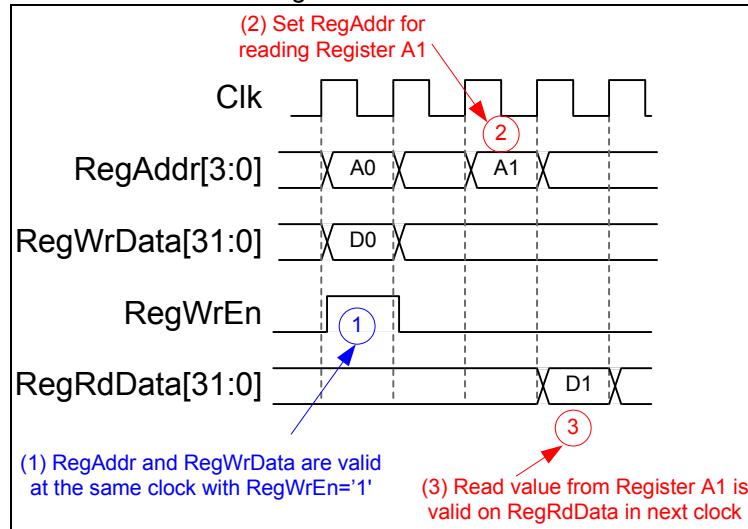 (2) Set RegAddr for
reading Register A1
Clk
2
RegAddr[3:0]
A0
A1
RegWrData[31:0]
D0
RegWrEn
1
RegRdData[31:0]
D1
3
(1) RegAddr and RegWrData are valid
at the same clock with RegWrEn='1'
(3) Read value from Register A1 is
valid on RegRdData in next clock